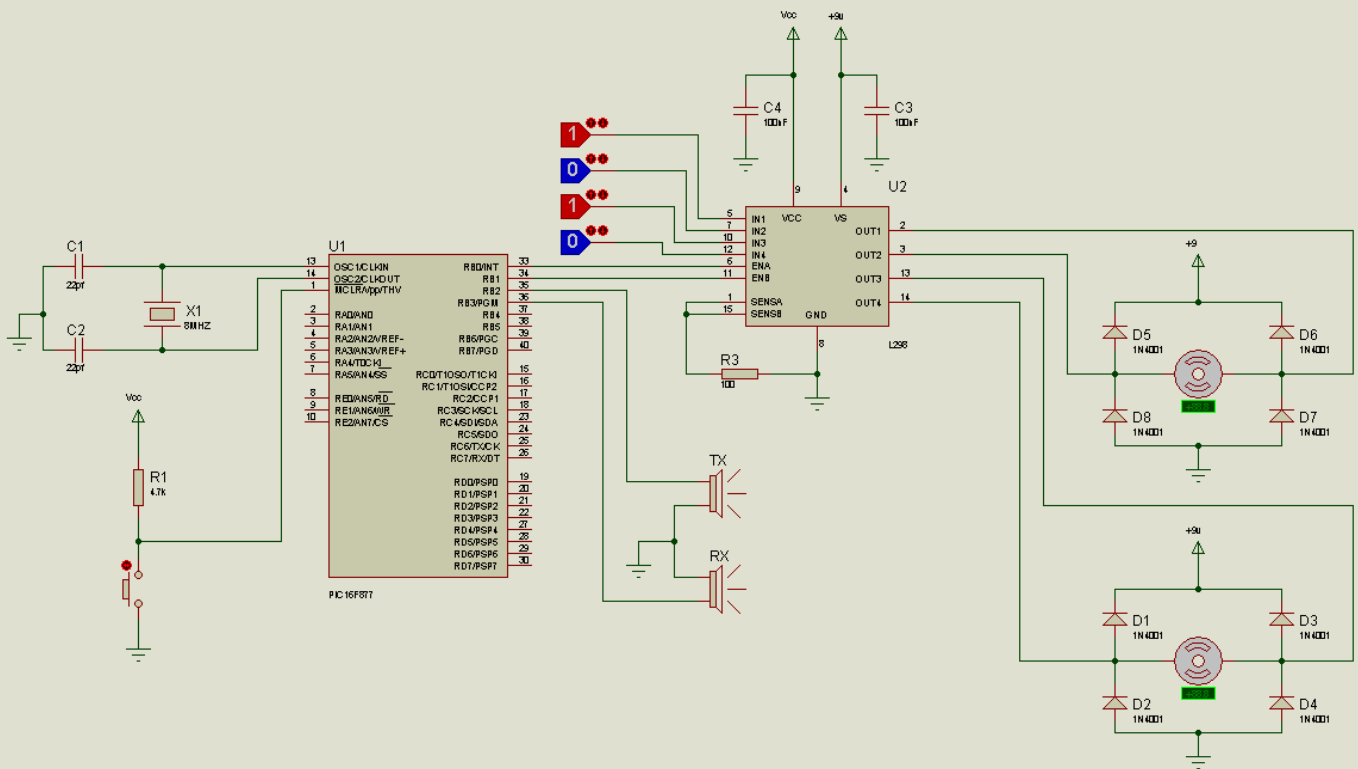 Vcc
+9v
C4
100nF
C3
100nF
1
0
1
0
U2
9
4
VCC
VS
5
IN1
7
IN2
10
IN3
12
IN4
6
ENA
11
ENB
1
SENSA
15
SENSB
OUT1
2
OUT2
3
OUT3
13
OUT4
14
GND
8
L298
R3
100
U1
13
OSC1/CLKIN
14
OSC2/CLKOUT
1
MCLR/Vpp/THV
2
RA0/AN0
3
RA1/AN1
4
RA2/AN2/VREF-
5
RA3/AN3/VREF+
6
RA4/T0CKI
7
RA5/AN4/SS
8
RE0/AN5/RD
9
RE1/AN6/WR
10
RE2/AN7/CS
RB0/INT
33
RB1
34
RB2
35
RB3/PGM
36
RB4
37
RB5
38
RB6/PGC
39
RB7/PGD
40
RC0/T1OSO/T1CKI
15
RC1/T1OSI/CCP2
16
RC2/CCP1
17
RC3/SCK/SCL
18
RC4/SDI/SDA
23
RC5/SDO
24
RC6/TX/CK
25
RC7/RX/DT
26
RD0/PSP0
19
RD1/PSP1
20
RD2/PSP2
21
RD3/PSP3
22
RD4/PSP4
27
RD5/PSP5
28
RD6/PSP6
29
RD7/PSP7
30
PIC16F877
C1
22pf
C2
22pf
X1
8MHZ
Vcc
R1
4.7k
TX
RX
+9
D5
1N4001
D6
1N4001
D8
1N4001
D7
1N4001
+9v
D1
1N4001
D3
1N4001
D2
1N4001
D4
1N4001